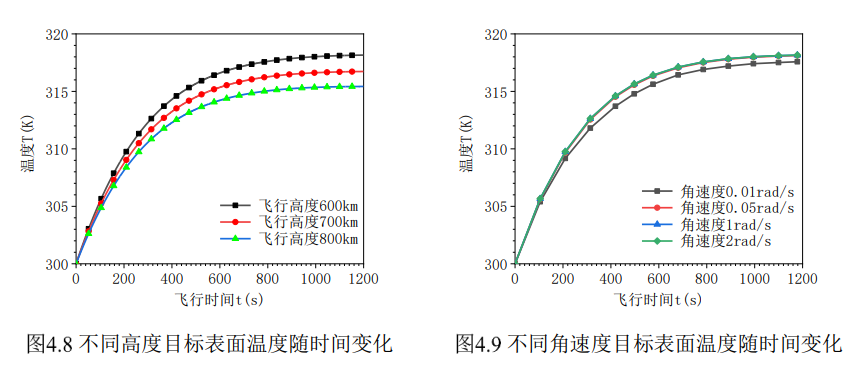 320
315
310
305
300
温度T(K)
飞行高度600km
飞行高度700km
飞行高度800km
0
200
400
600
800
1000
1200
飞行时间t(s)
图4.8 不同高度目标表面温度随时间变化
320
315
310
305
300
温度T(K)
角速度0.01rad/s
角速度0.05rad/s
角速度1rad/s
角速度2rad/s
0
200
400
600
800
1000
1200
飞行时间t(s)
图4.9 不同角速度目标表面温度随时间变化